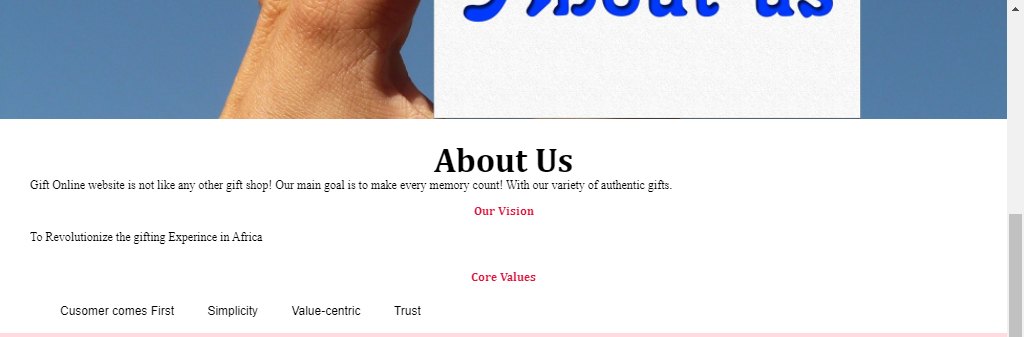 About us
About Us
Gift Online website is not like any other gift shop! Our main goal is to make every memory count! With our variety of authentic gifts.
Our Vision
To Revolutionize the gifting Experince in Africa
Core Values
Cusomer comes First Simplicity Value-centric Trust